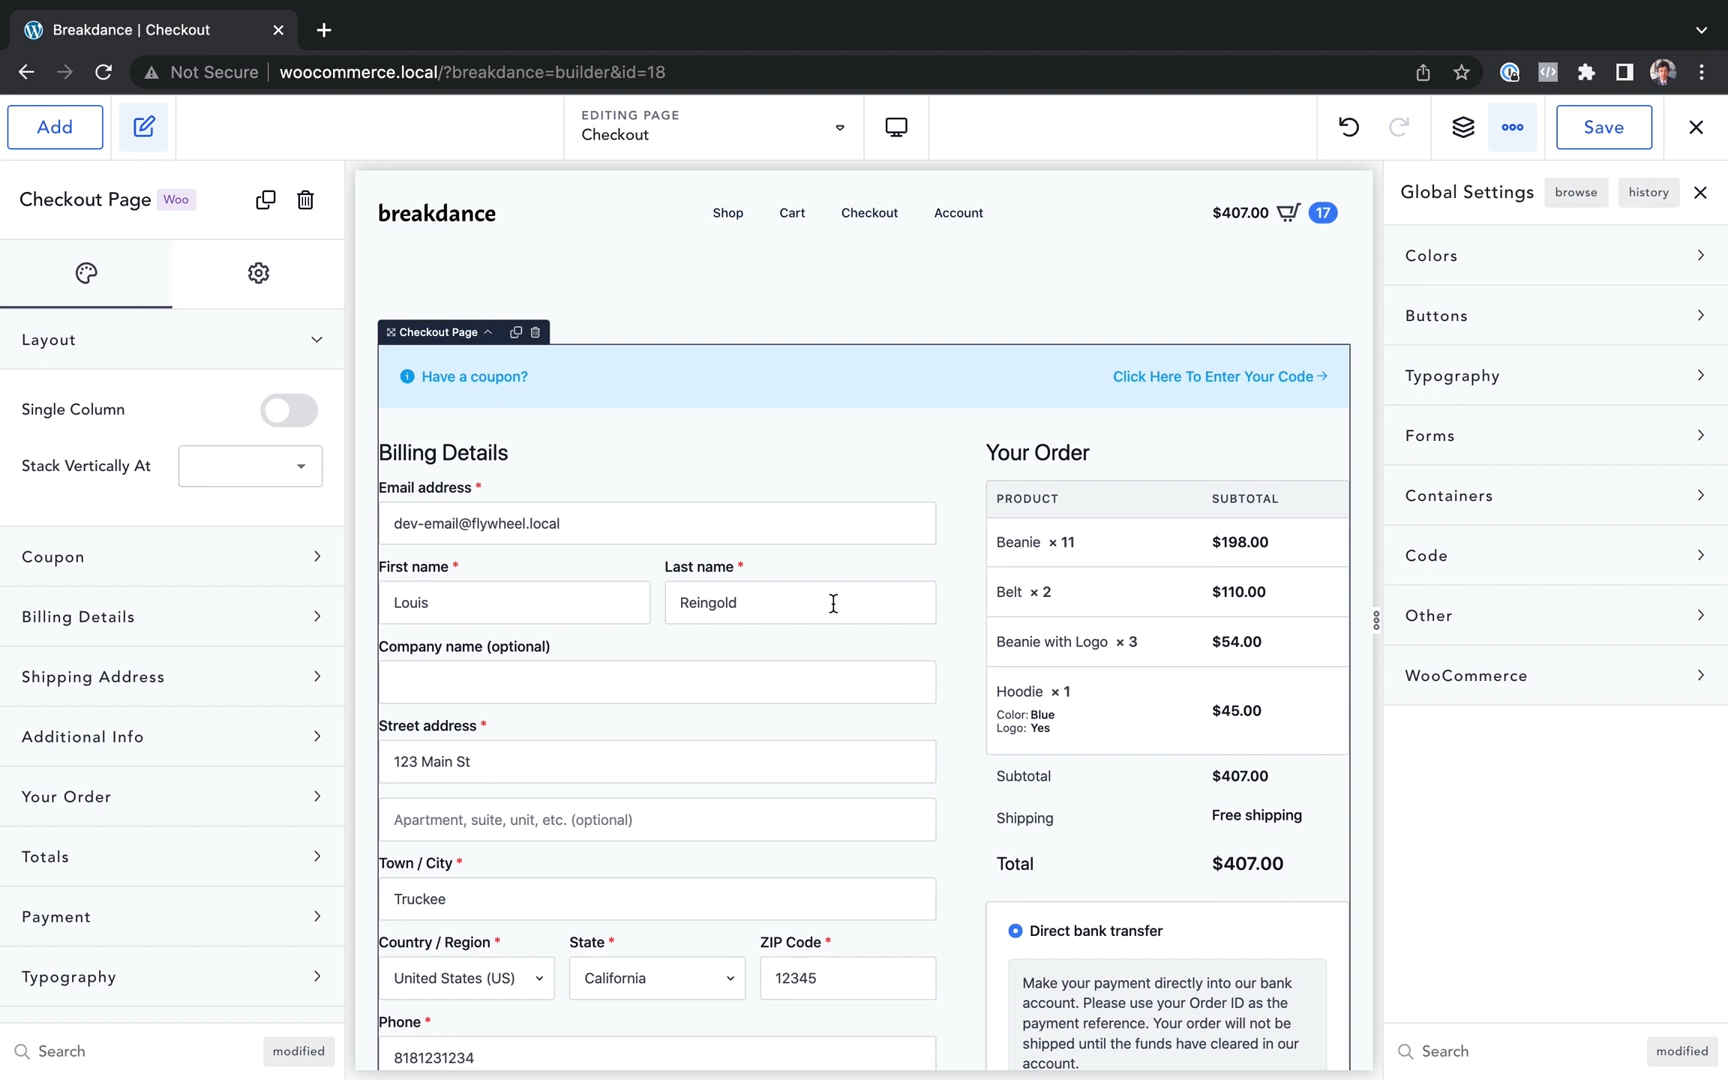 Breakdance | Checkout
Not Secure woocommerce.local/?breakdance=builder&id=18
Add
EDITING PAGE
Checkout
Save
Checkout Page Woo
Layout
Single Column
Stack Vertically At
Coupon
Billing Details
Shipping Address
Additional Info
Your Order
Totals
Payment
Typography
Search modified
breakdance
Shop Cart Checkout Account
$407.00 17
Checkout Page
Have a coupon? Click Here To Enter Your Code
Billing Details
Email address *
dev-email@flywheel.local
First name * Last name *
Louis Reingold
Company name (optional)
Street address *
123 Main St
Apartment, suite, unit, etc. (optional)
Town / City *
Truckee
Country / Region * State * ZIP Code *
United States (US) California 12345
Phone *
8181231234
Your Order
PRODUCT SUBTOTAL
Beanie × 11 $198.00
Belt × 2 $110.00
Beanie with Logo × 3 $54.00
Hoodie × 1
Color: Blue $45.00
Logo: Yes
Subtotal $407.00
Shipping Free shipping
Total $407.00
Direct bank transfer
Make your payment directly into our bank
account. Please use your Order ID as the
payment reference. Your order will not be
shipped until the funds have cleared in our
account.
Global Settings browse history
Colors
Buttons
Typography
Forms
Containers
Code
Other
WooCommerce
Search modified